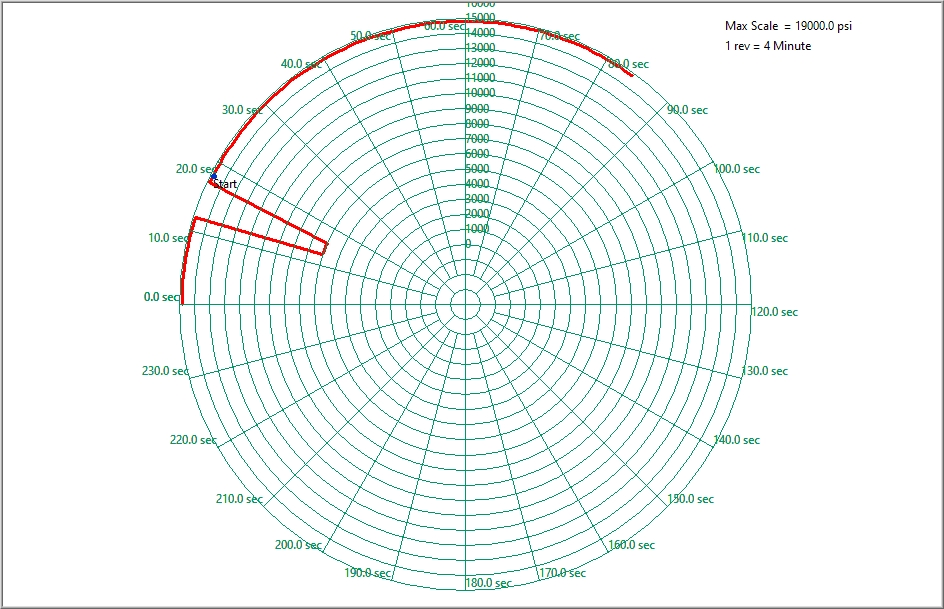 Max Scale = 19000.0 psi
1 rev = 4 Minute
16000
15000
14000
13000
12000
11000
10000
9000
8000
7000
6000
5000
4000
3000
2000
1000
0
0.0 sec
10.0 sec
20.0 sec
Start
30.0 sec
40.0 sec
50.0 sec
60.0 sec
70.0 sec
80.0 sec
90.0 sec
100.0 sec
110.0 sec
120.0 sec
130.0 sec
140.0 sec
150.0 sec
160.0 sec
170.0 sec
180.0 sec
190.0 sec
200.0 sec
210.0 sec
220.0 sec
230.0 sec